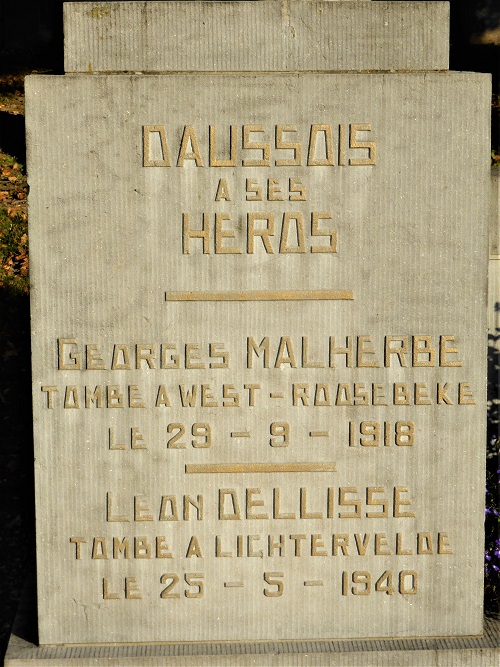 DAUSSOIS
A SES
HEROS
GEORGES MALHERBE
TOMBE A WEST - ROOSEBEKE
LE 29 - 9 - 1918
LEON DELLISSE
TOMBE A LICHTERVELDE
LE 25 - 5 - 1940